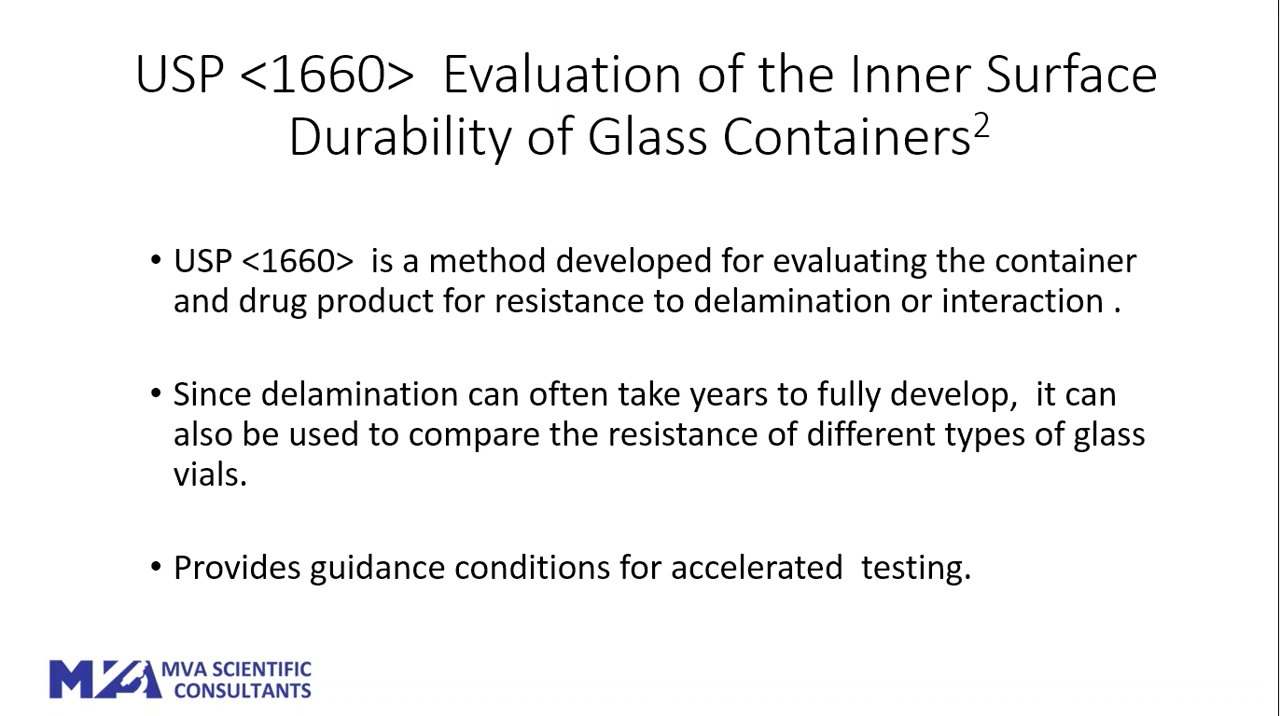 USP <1660>  Evaluation of the Inner Surface
Durability of Glass Containers²
• USP <1660>  is a method developed for evaluating the container
and drug product for resistance to delamination or interaction .
• Since delamination can often take years to fully develop,  it can
also be used to compare the resistance of different types of glass
vials.
• Provides guidance conditions for accelerated  testing.
MVA MVA SCIENTIFIC
CONSULTANTS